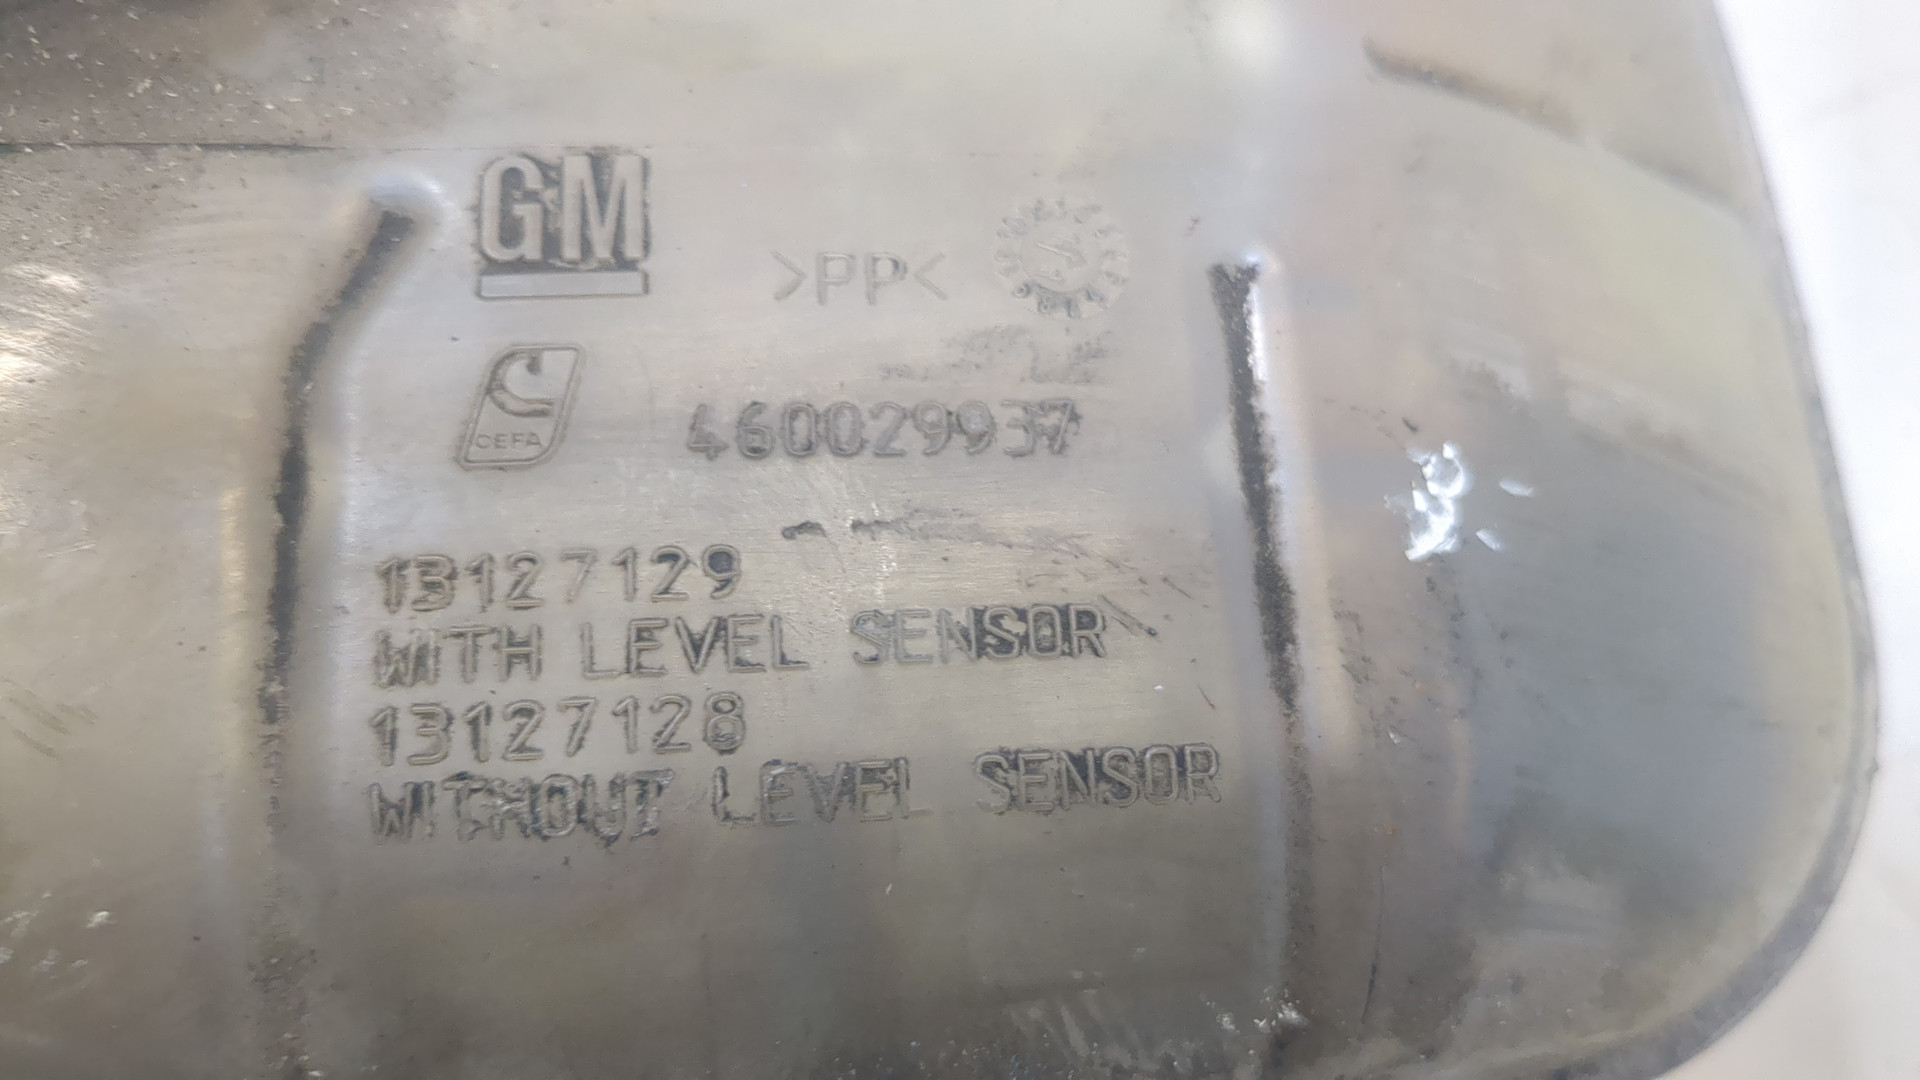 GM
>PP<
CEFA
460029937
13127129
WITH LEVEL SENSOR
13127128
WITHOUT LEVEL SENSOR